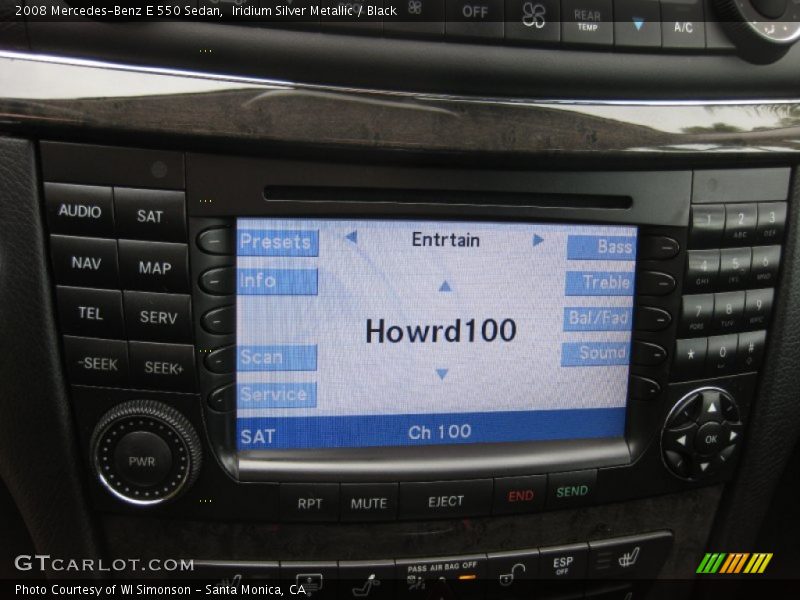 2008 Mercedes-Benz E 550 Sedan, Iridium Silver Metallic / Black
OFF
REAR
TEMP
A/C
AUDIO SAT
NAV MAP
TEL SERV
-SEEK SEEK+
PWR
Presets Entrtain Bass
Info Treble
Howrd100 Bal/Fad
Scan Sound
Service
SAT Ch 100
1 2 ABC 3 DEF
4 GHI 5 JKL 6 MNO
7 PQRS 8 TUV 9 WXYZ
* 0 #
OK
RPT MUTE EJECT END SEND
PASS AIR BAG OFF
ESP
OFF
GTCARLOT.COM
Photo Courtesy of WI Simonson - Santa Monica, CA